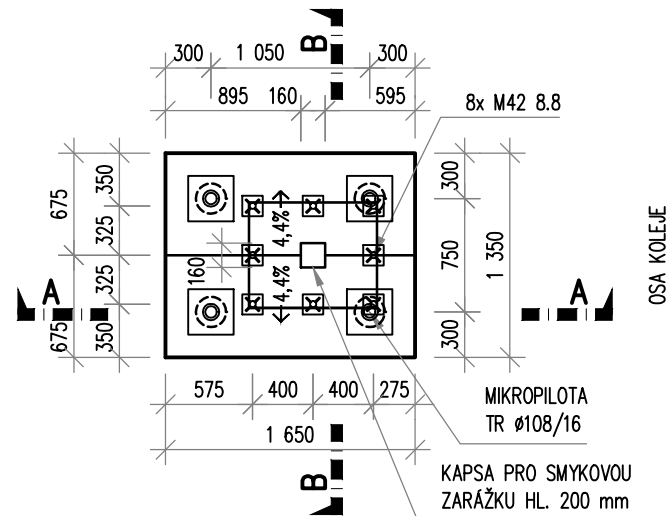 B
300 1 050 300
895 160 595
8x M42 8.8
675 350 325 325 350 675
4,4%
4,4%
160
300 750 300
1 350
OSA KOLEJE
A A
575 400 400 275
1 650
MIKROPILOTA
TR ø108/16
B
KAPSA PRO SMYKOVOU
ZARÁŽKU HL. 200 mm